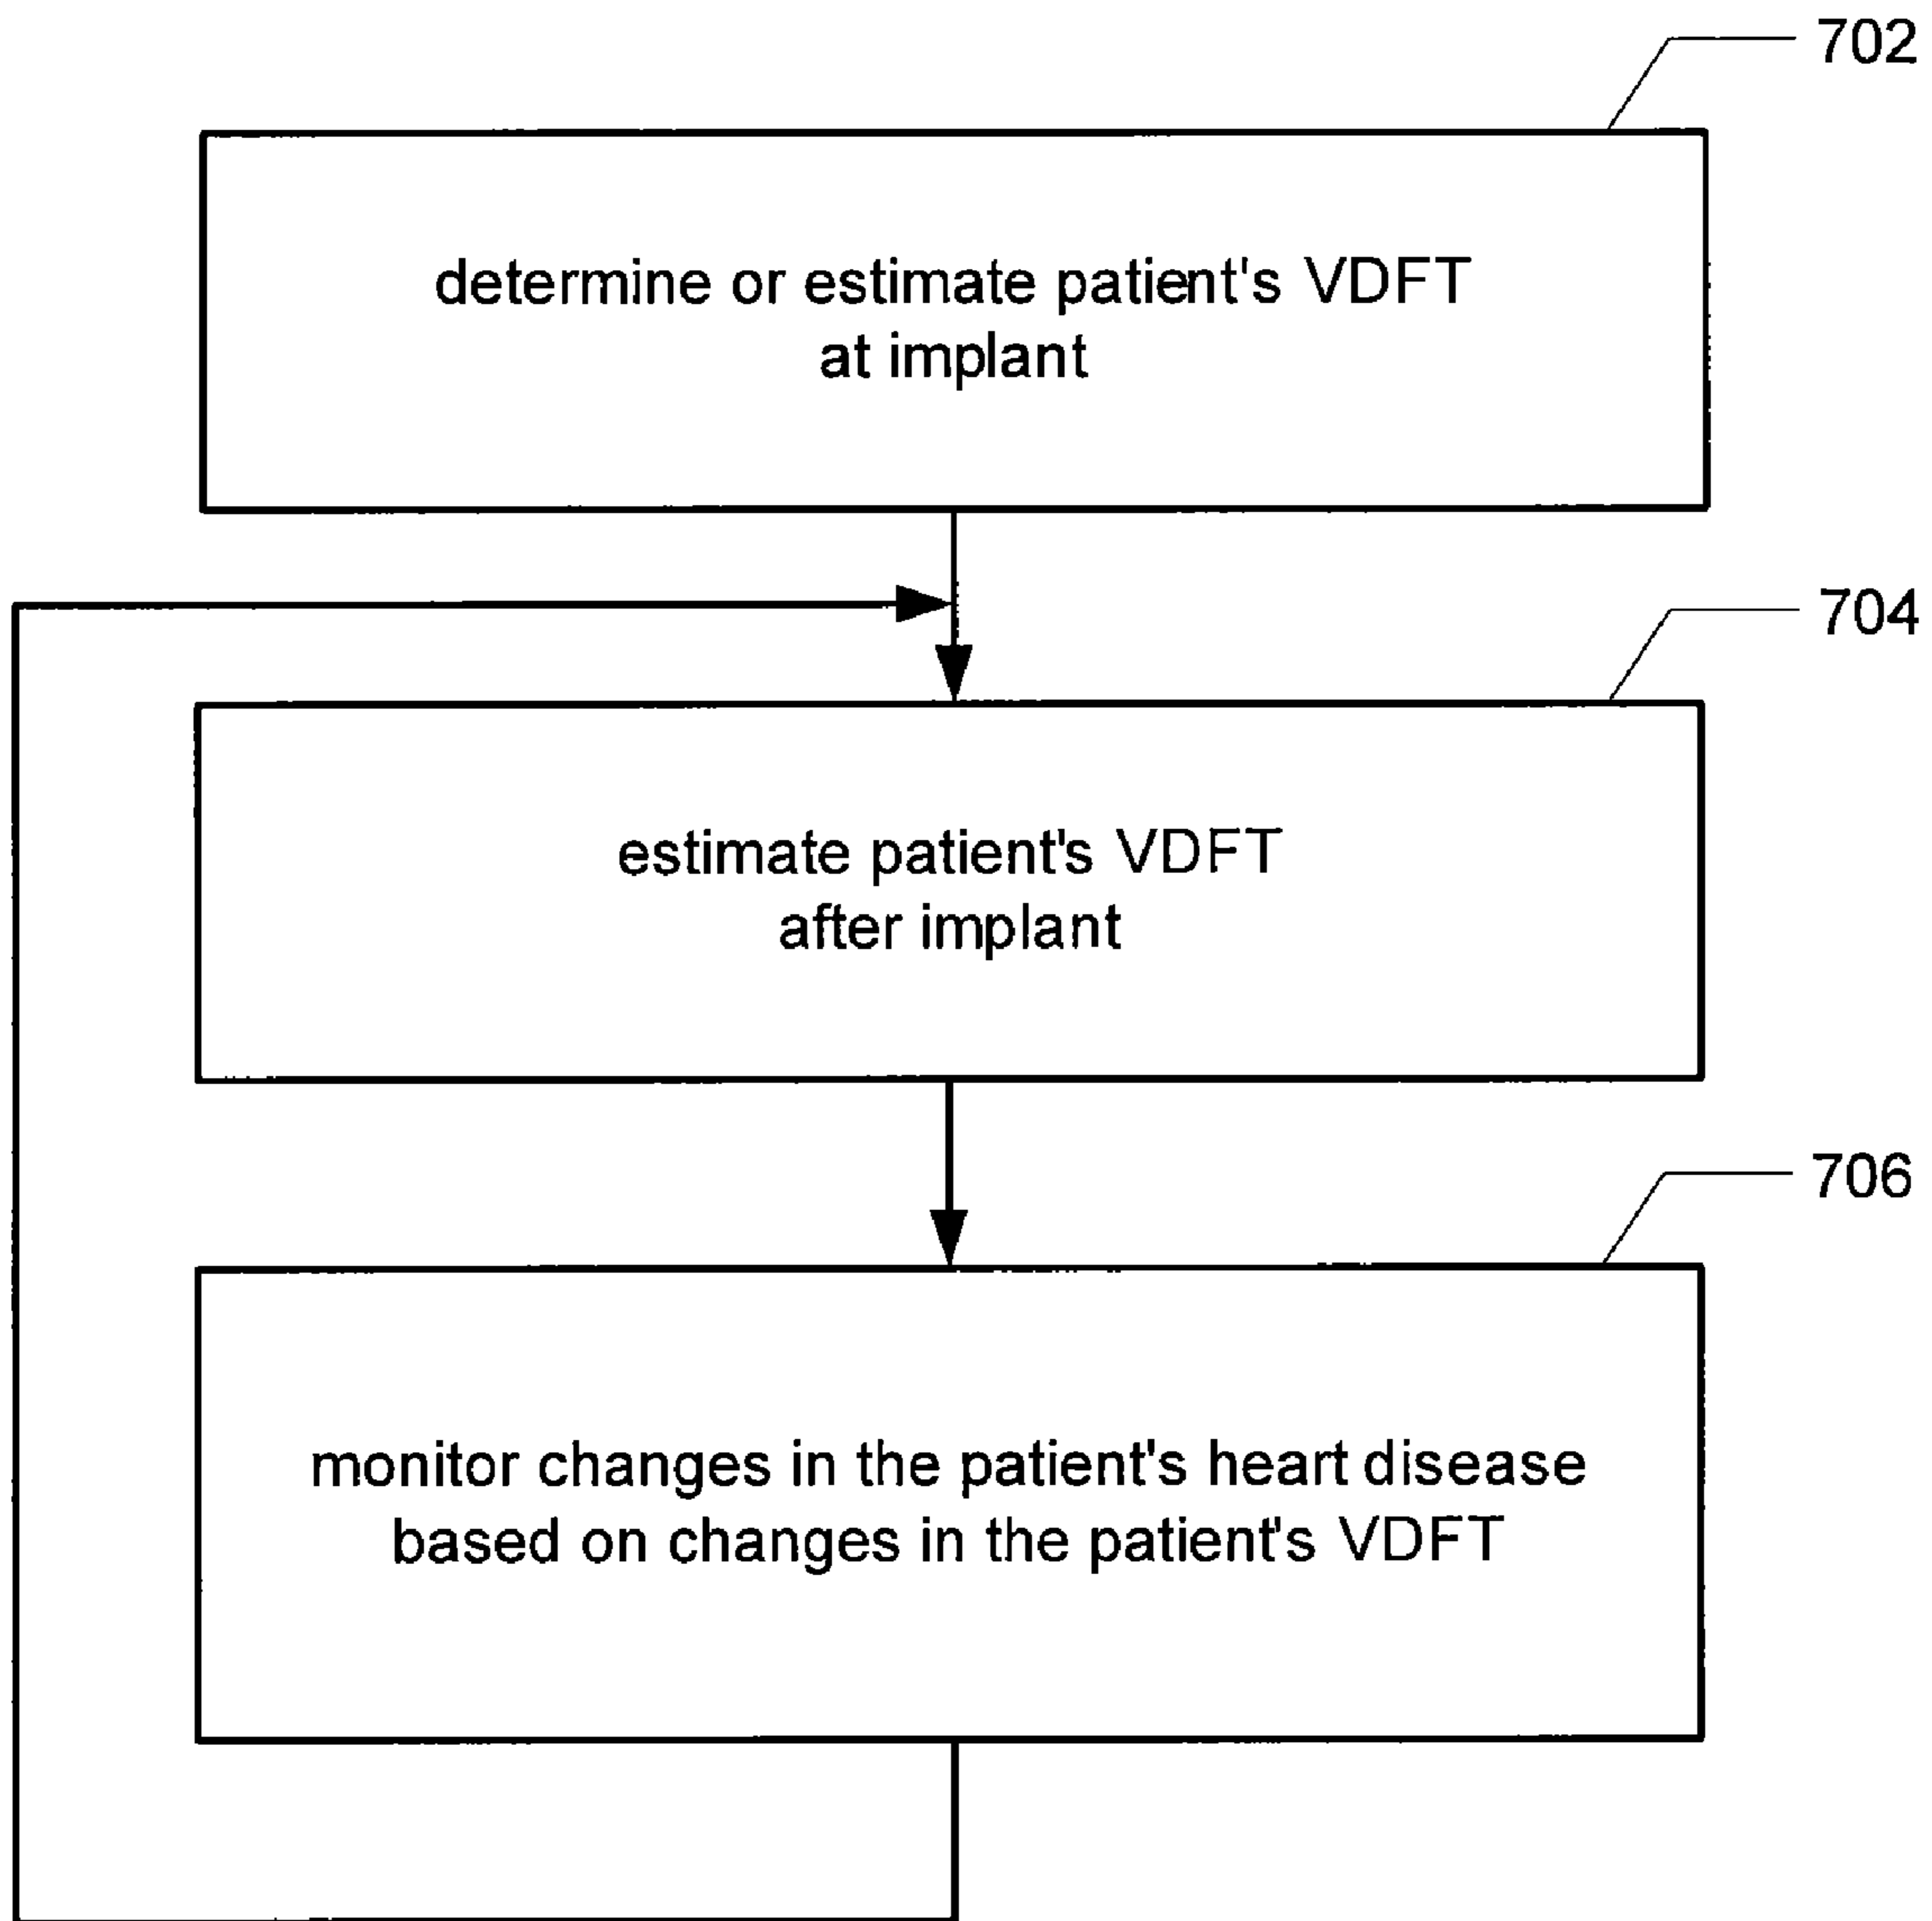 702
determine or estimate patient's VDFT
at implant
704
estimate patient's VDFT
after implant
706
monitor changes in the patient's heart disease
based on changes in the patient's VDFT